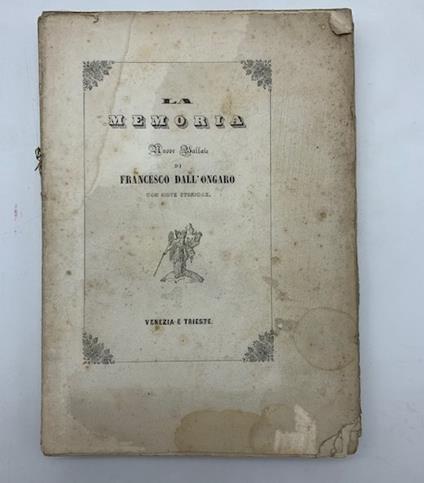 LA
MEMORIA
Nuove Ballate
DI
FRANCESCO DALL'ONGARO
CON NOTE STORICHE.
VENEZIA E TRIESTE.